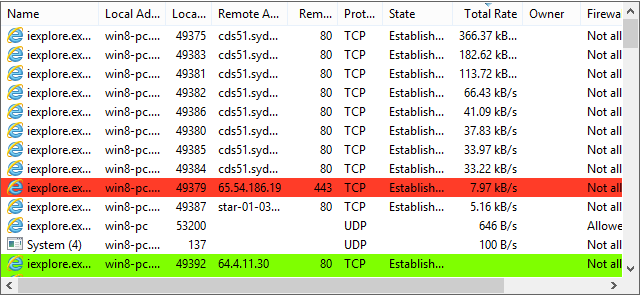 Name Local Ad... Loca... Remote A... Rem... Prot... State Total Rate Owner Firewa
iexplore.ex... win8-pc.... 49375 cds51.syd... 80 TCP Establish... 366.37 kB/... Not all
iexplore.ex... win8-pc.... 49383 cds51.syd... 80 TCP Establish... 182.62 kB... Not all
iexplore.ex... win8-pc.... 49381 cds51.syd... 80 TCP Establish... 113.72 kB... Not all
iexplore.ex... win8-pc.... 49382 cds51.syd... 80 TCP Establish... 66.43 kB/s Not all
iexplore.ex... win8-pc.... 49386 cds51.syd... 80 TCP Establish... 41.09 kB/s Not all
iexplore.ex... win8-pc.... 49380 cds51.syd... 80 TCP Establish... 37.83 kB/s Not all
iexplore.ex... win8-pc.... 49385 cds51.syd... 80 TCP Establish... 33.97 kB/s Not all
iexplore.ex... win8-pc.... 49384 cds51.syd... 80 TCP Establish... 33.22 kB/s Not all
iexplore.ex... win8-pc.... 49379 65.54.186.19 443 TCP Establish... 7.97 kB/s Not all
iexplore.ex... win8-pc.... 49387 star-01-03... 80 TCP Establish... 5.16 kB/s Not all
iexplore.ex... win8-pc 53200 UDP 646 B/s Allowe
System (4) win8-pc.... 137 UDP 100 B/s Not all
iexplore.ex... win8-pc.... 49392 64.4.11.30 80 TCP Establish... Not all